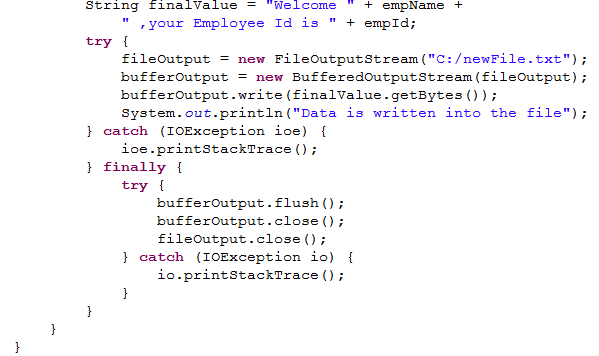 String finalValue = "Welcome " + empName +
" ,your Employee Id is " + empId;
try {
fileOutput = new FileOutputStream("C:/newFile.txt");
bufferOutput = new BufferedOutputStream(fileOutput);
bufferOutput.write(finalValue.getBytes());
System.out.println("Data is written into the file");
} catch (IOException ioe) {
ioe.printStackTrace();
} finally {
try {
bufferOutput.flush();
bufferOutput.close();
fileOutput.close();
} catch (IOException io) {
io.printStackTrace();
}
}
}
}